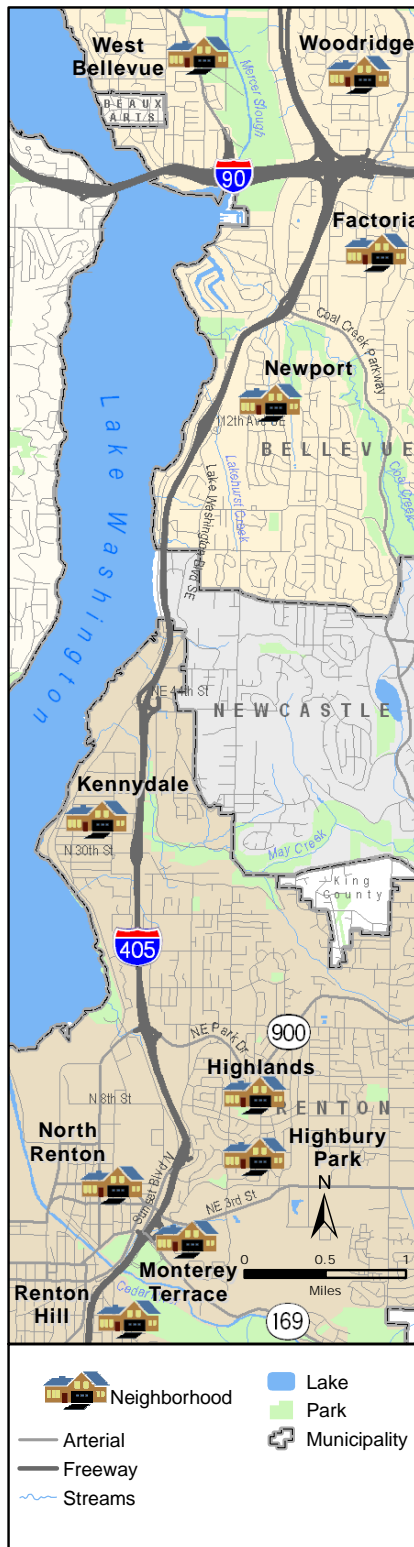 West
Bellevue
Woodridge
Mercer Slough
BEAUX
ARTS
90
Factoria
Coal Creek Parkway
Newport
112th Ave SE
BELLEVUE
Lakehurst Creek
Coal Creek
Lake Washington
Lake Washington Blvd SE
NE 44th St
NEWCASTLE
Kennydale
N 30th St
May Creek
King
County
405
900
NE Park Dr
Highlands
N 8th St
RENTON
North
Renton
Highbury
Park
Sunset Blvd N
NE 3rd St
N
0 0.5 1
Miles
Monterey
Terrace
Renton
Hill
Cedar
169
Neighborhood
Lake
Park
Arterial
Municipality
Freeway
Streams